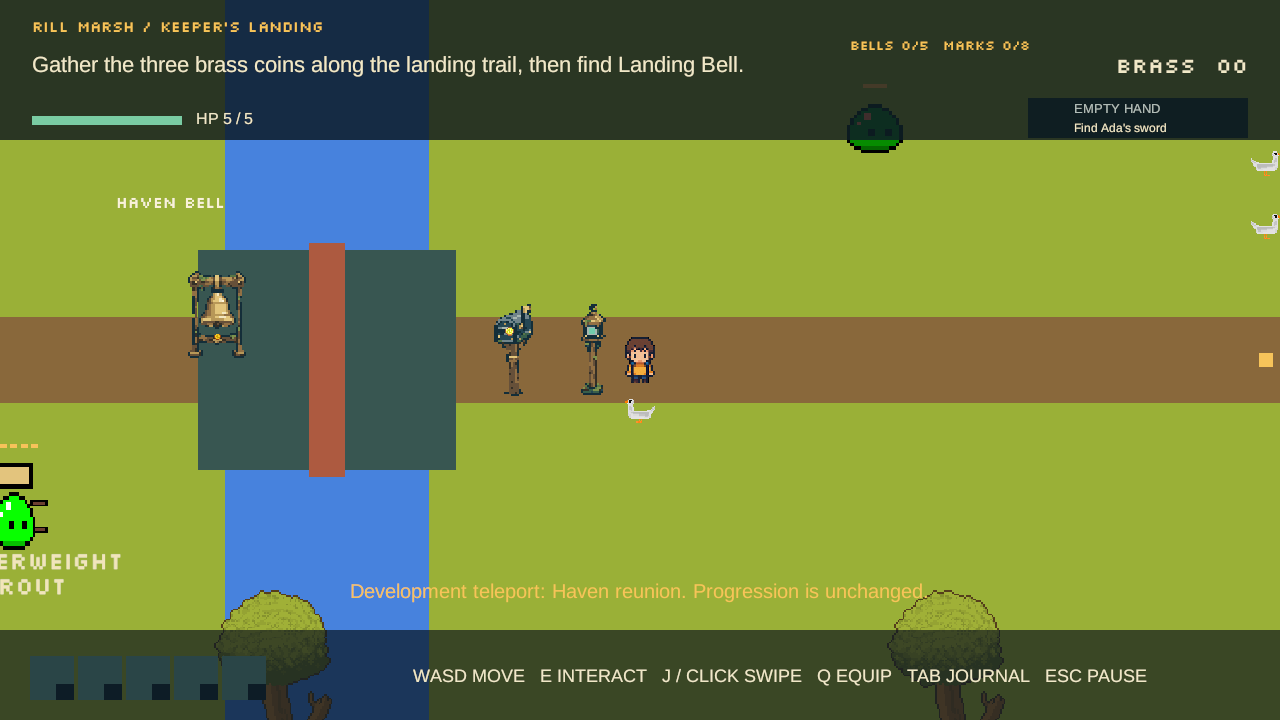 RILL MARSH / KEEPER'S LANDING
Gather the three brass coins along the landing trail, then find Landing Bell.
HP 5 / 5
BELLS 0/5 MARKS 0/8
BRASS 00
EMPTY HAND
Find Ada's sword
HAVEN BELL
ERWEIGHT
ROUT
Development teleport: Haven reunion. Progression is unchanged.
WASD MOVE E INTERACT J / CLICK SWIPE Q EQUIP TAB JOURNAL ESC PAUSE